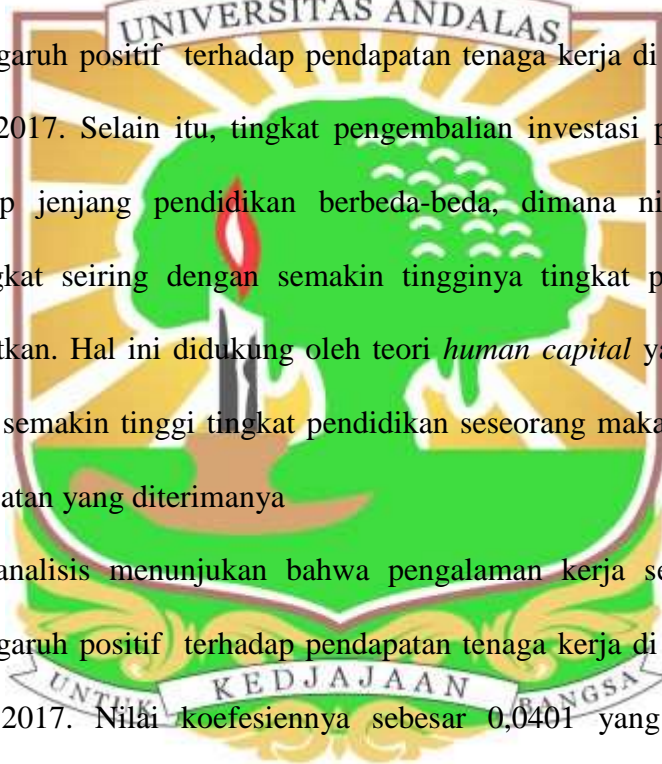 UNIVERSITAS ANDALAS
garuh positif terhadap pendapatan tenaga kerja di
2017. Selain itu, tingkat pengembalian investasi p
p jenjang pendidikan berbeda-beda, dimana ni
gkat seiring dengan semakin tingginya tingkat p
tkan. Hal ini didukung oleh teori human capital ya
semakin tinggi tingkat pendidikan seseorang maka
atan yang diterimanya
analisis menunjukan bahwa pengalaman kerja se
garuh positif terhadap pendapatan tenaga kerja di
UNTUK KEDJAJAAN BANGSA
2017. Nilai koefesiennya sebesar 0,0401 yang